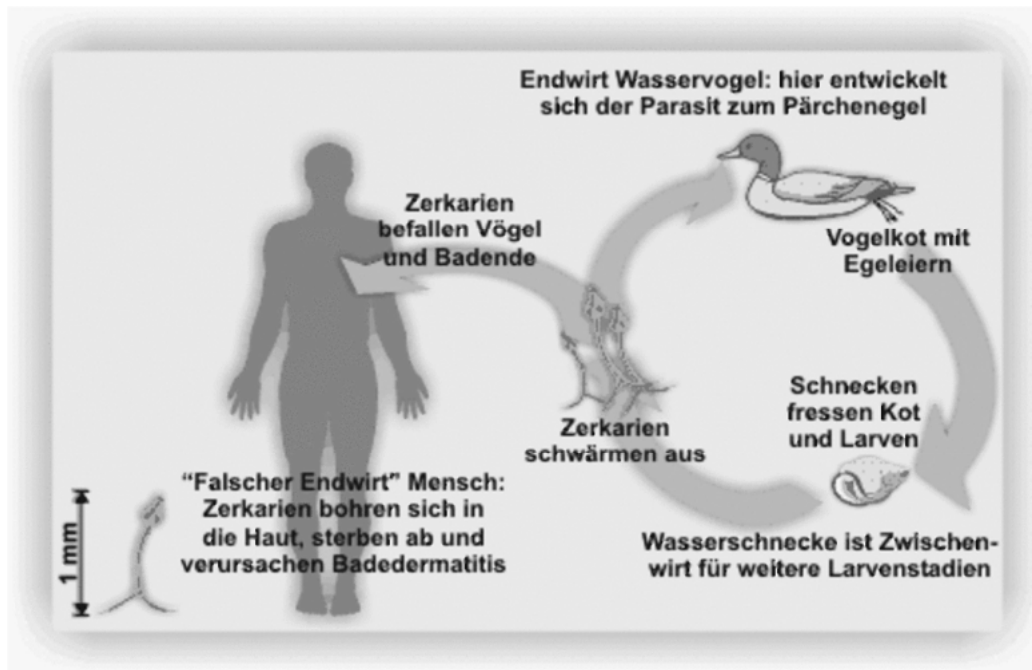 Endwirt Wasservogel: hier entwickelt
sich der Parasit zum Pärchenegel
Zerkarien
befallen Vögel
und Badende
Vogelkot mit
Egeleiern
Schnecken
fressen Kot
und Larven
Zerkarien
schwärmen aus
"Falscher Endwirt" Mensch:
Zerkarien bohren sich in
die Haut, sterben ab und
verursachen Badedermatitis
Wasserschnecke ist Zwischen-
wirt für weitere Larvenstadien
1 mm